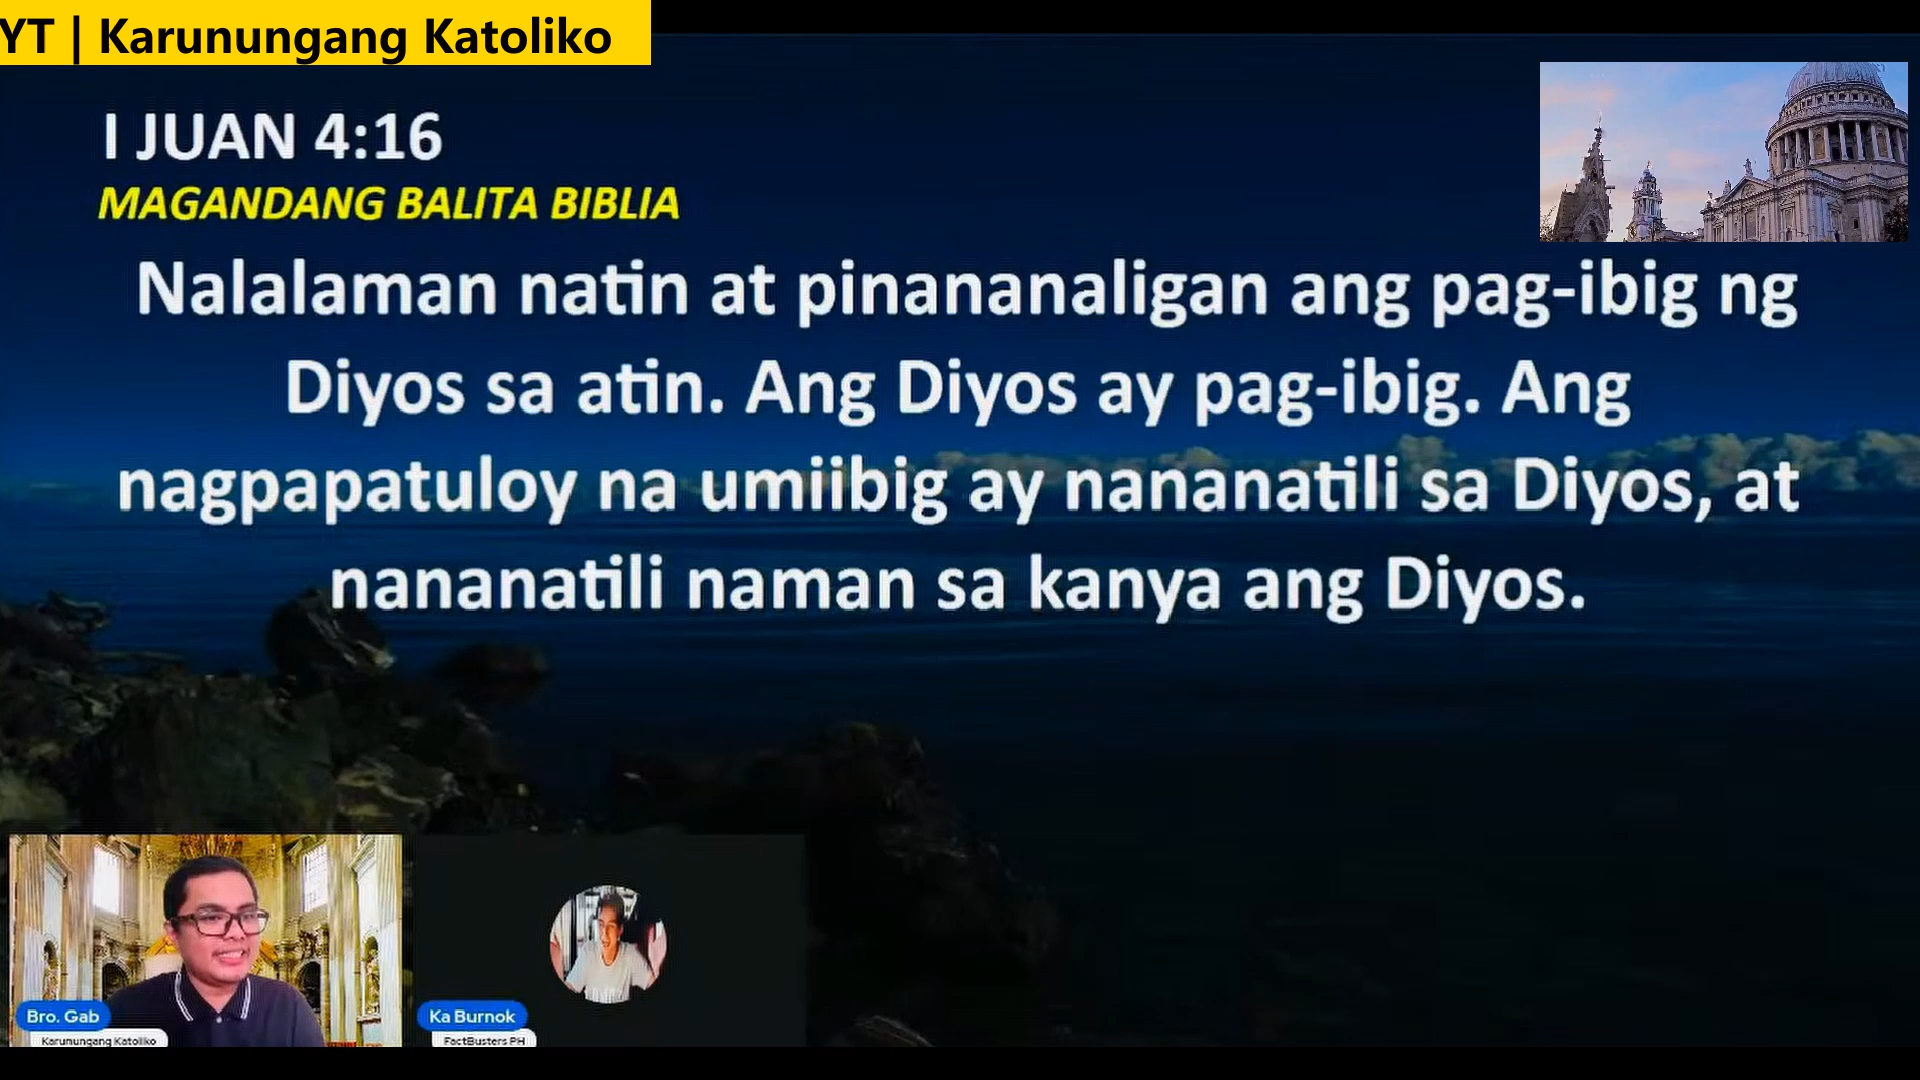 YT | Karunungang Katoliko
I JUAN 4:16
MAGANDANG BALITA BIBLIA
Nalalaman natin at pinananaligan ang pag-ibig ng
Diyos sa atin. Ang Diyos ay pag-ibig. Ang
nagpapatuloy na umiibig ay nananatili sa Diyos, at
nananatili naman sa kanya ang Diyos.
Bro. Gab
Karunungang Katoliko
Ka Burnok
FactBusters PH